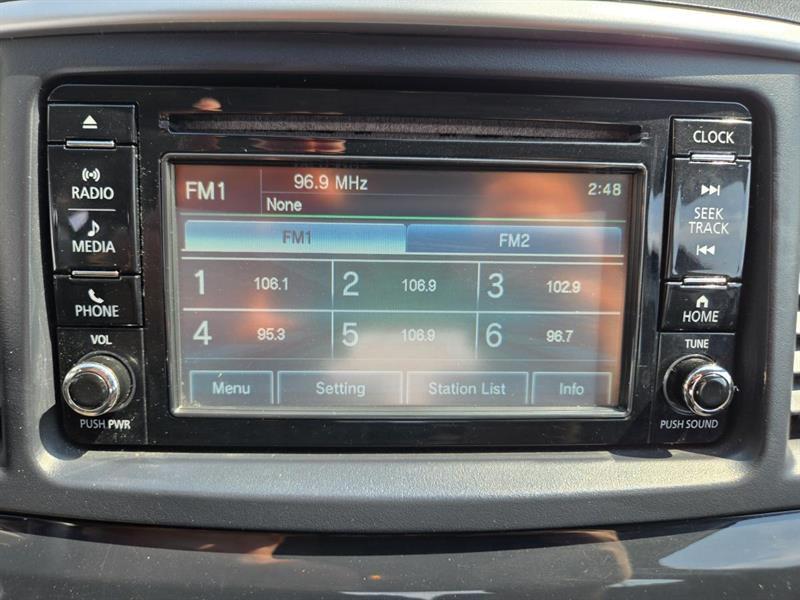 RADIO
MEDIA
PHONE
VOL
PUSH PWR
FM1 96.9 MHz 2:48
None
FM1 FM2
1 106.1 2 106.9 3 102.9
4 95.3 5 106.9 6 96.7
Menu Setting Station List Info
CLOCK
SEEK
TRACK
HOME
TUNE
PUSH SOUND